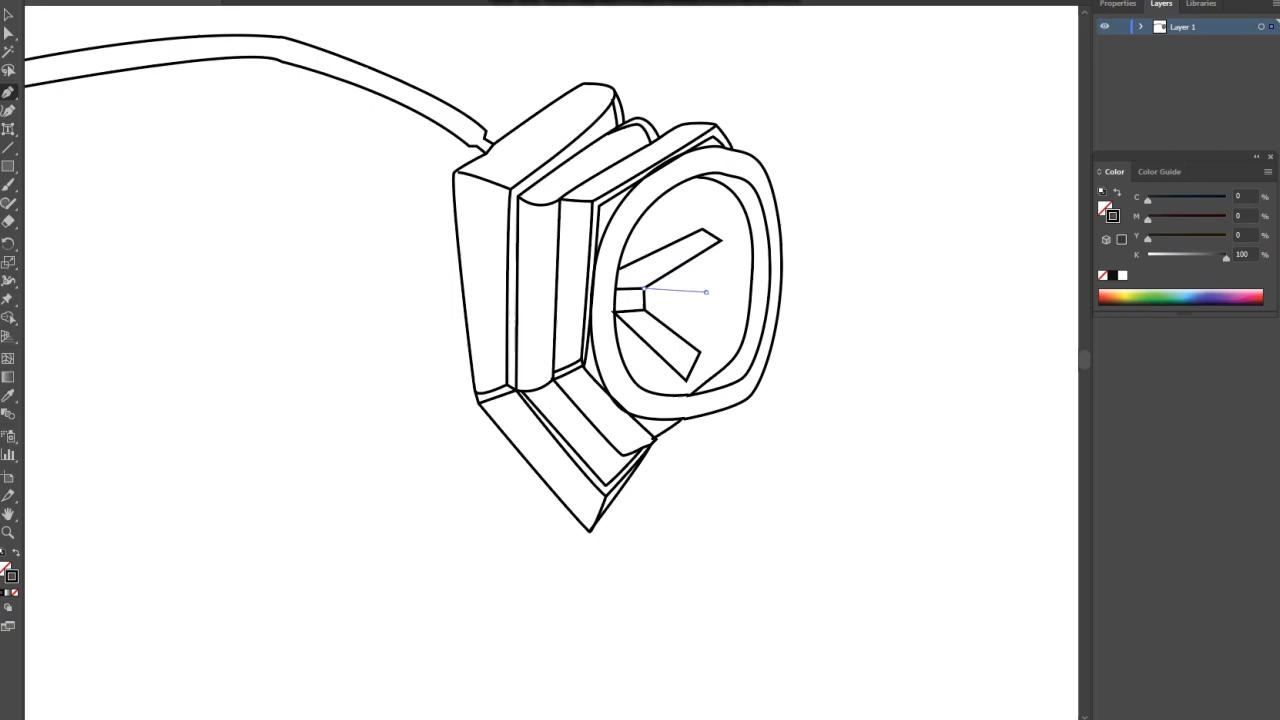 Properties Layers Libraries
Layer 1
Color Color Guide
C 0 %
M 0 %
Y 0 %
K 100 %